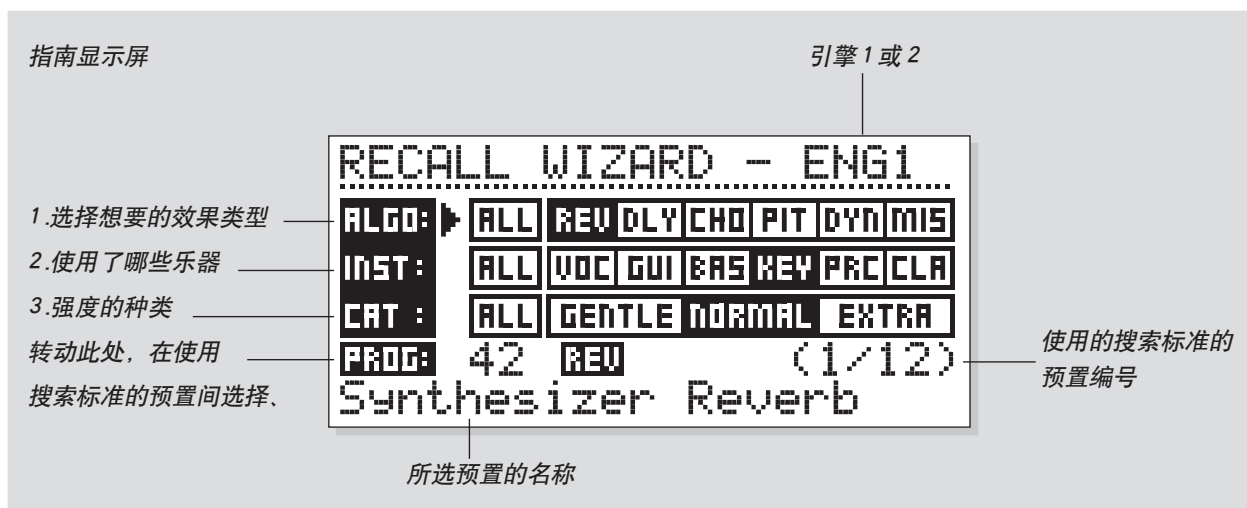 指南显示屏
引擎 1 或 2
RECALL WIZARD - ENG1
1.选择想要的效果类型
ALGO: ALL REV DLY CHO PIT DYN MIS
2.使用了哪些乐器
INST: ALL VOC GUI BAS KEY PRC CLA
3.强度的种类
CAT : ALL GENTLE NORMAL EXTRA
转动此处，在使用
搜索标准的预置间选择、
PROG: 42 REV (1/12)
Synthesizer Reverb
使用的搜索标准的
预置编号
所选预置的名称